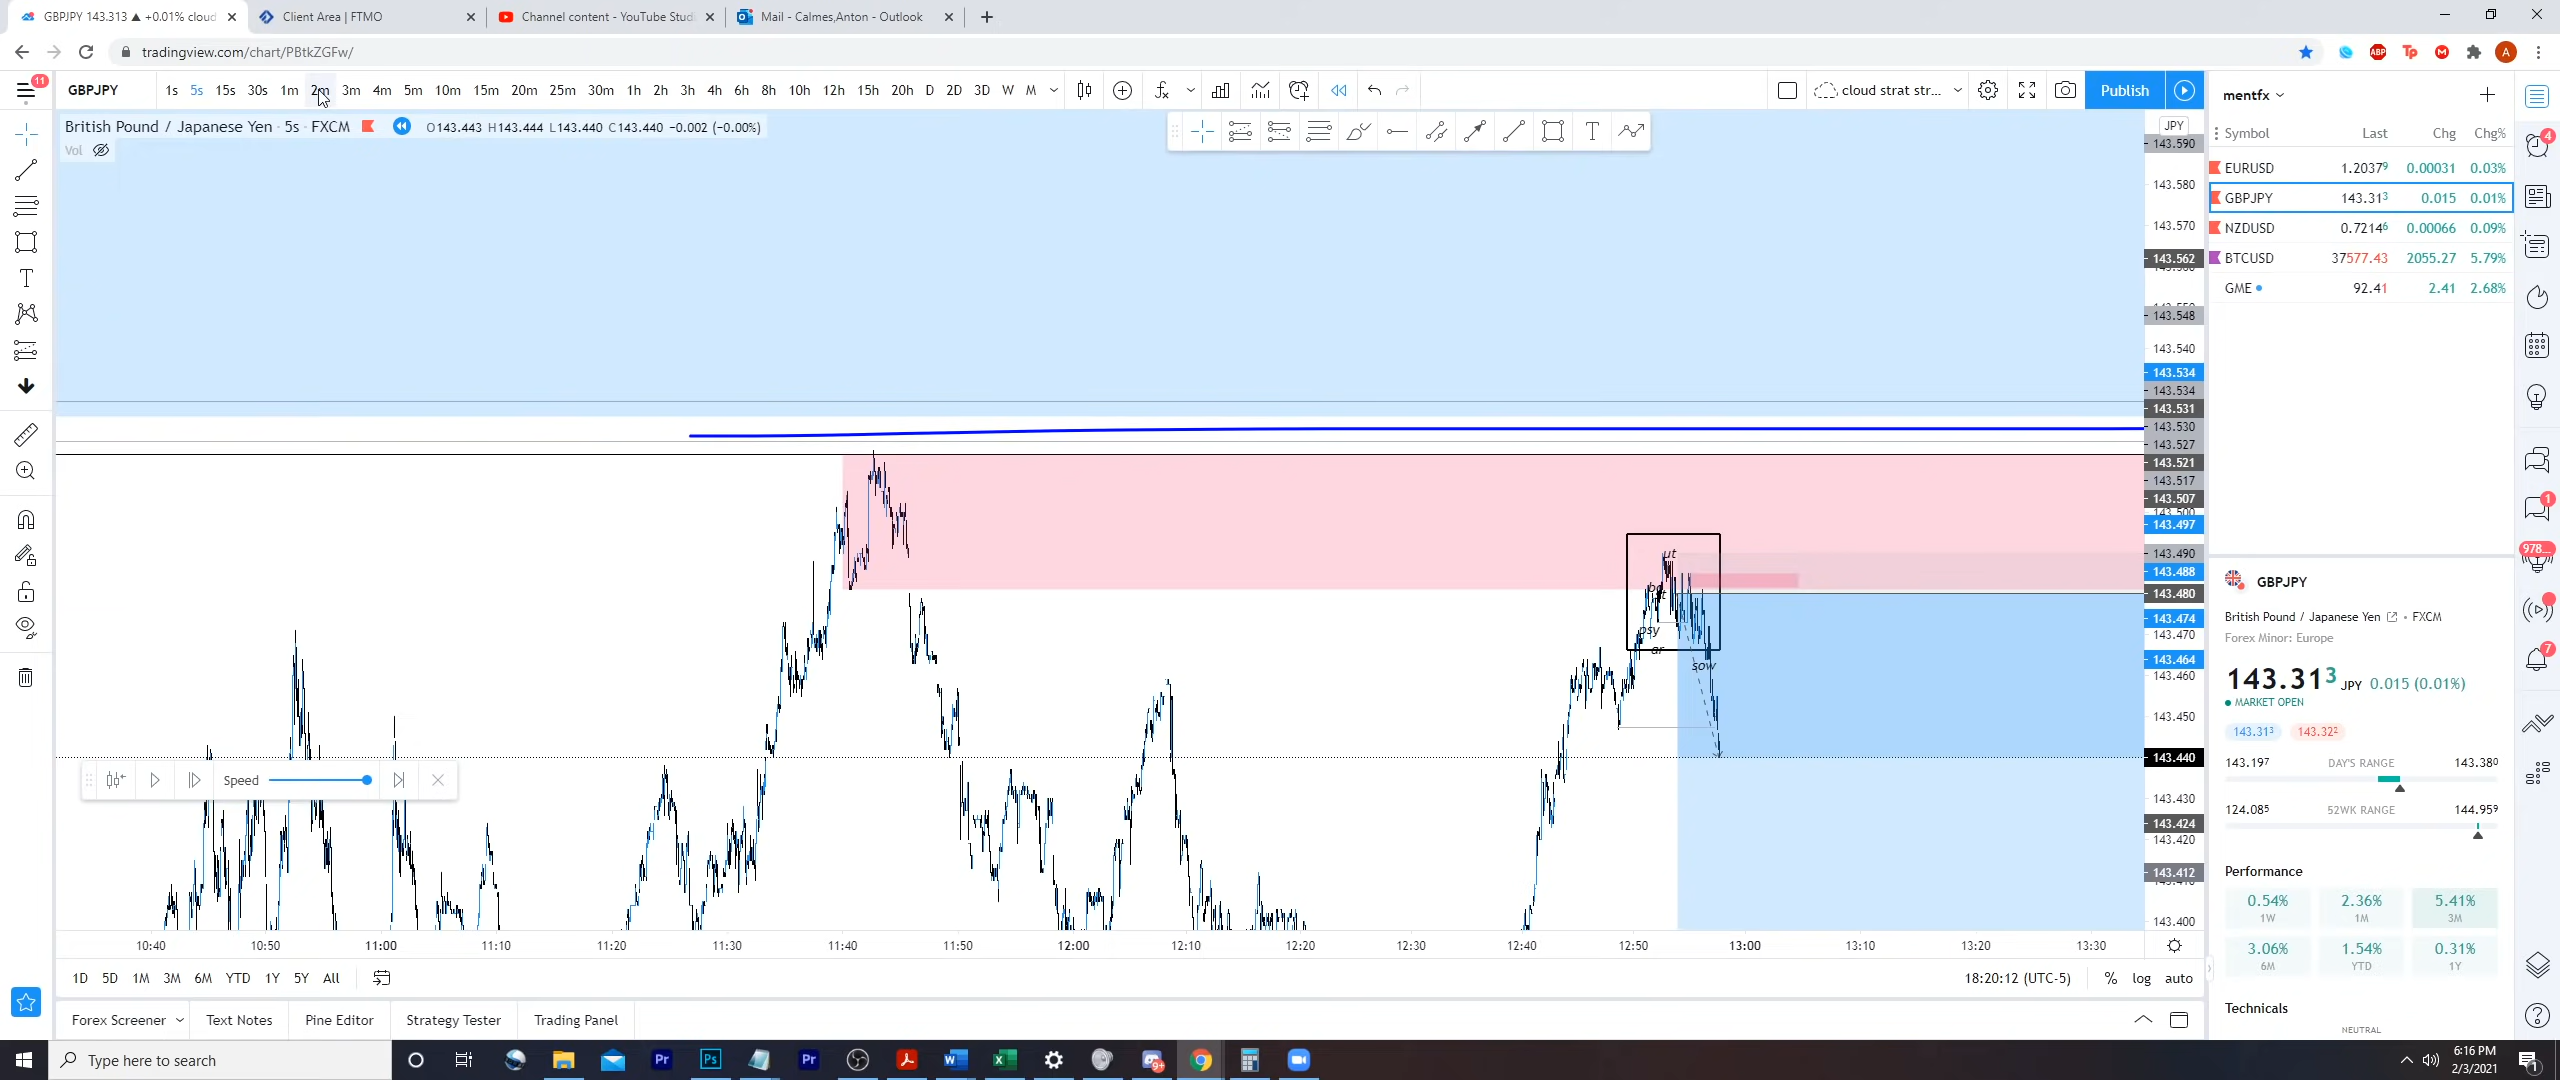 GBPJPY 143.313 ▲ +0.01% cloud
Client Area | FTMO
Channel content - YouTube Stud
Mail - Calmes,Anton - Outlook
tradingview.com/chart/PBtkZGFw/
11
GBPJPY 1s 5s 15s 30s 1m 2m 3m 4m 5m 10m 15m 20m 25m 30m 1h 2h 3h 4h 6h 8h 10h 12h 15h 20h D 2D 3D W M
cloud strat str...
Publish
British Pound / Japanese Yen · 5s · FXCM O143.443 H143.444 L143.440 C143.440 -0.002 (-0.00%)
Vol
JPY
143.590
143.580
143.570
143.562
143.548
143.540
143.534
143.534
143.531
143.530
143.527
143.521
143.517
143.507
143.497
143.490
143.488
143.480
143.474
143.470
143.464
143.460
143.450
143.440
143.430
143.424
143.420
143.412
143.400
ut
psy
ar
sow
Speed
10:40 10:50 11:00 11:10 11:20 11:30 11:40 11:50 12:00 12:10 12:20 12:30 12:40 12:50 13:00 13:10 13:20 13:30
1D 5D 1M 3M 6M YTD 1Y 5Y All
18:20:12 (UTC-5) % log auto
Forex Screener Text Notes Pine Editor Strategy Tester Trading Panel
mentfx
Symbol Last Chg Chg%
EURUSD 1.20379 0.00031 0.03%
GBPJPY 143.313 0.015 0.01%
NZDUSD 0.72146 0.00066 0.09%
BTCUSD 37577.43 2055.27 5.79%
GME 92.41 2.41 2.68%
GBPJPY
British Pound / Japanese Yen • FXCM
Forex Minor: Europe
143.313 JPY 0.015 (0.01%)
MARKET OPEN
143.313 143.322
143.197 DAY'S RANGE 143.380
124.085 52WK RANGE 144.959
Performance
0.54% 2.36% 5.41%
1W 1M 3M
3.06% 1.54% 0.31%
6M YTD 1Y
Technicals
NEUTRAL
4
1
978...
7
Type here to search
6:16 PM
2/3/2021